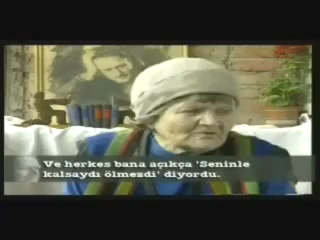 Ve herkes bana açıkça 'Seninle
kalsaydı ölmezdi' diyordu.